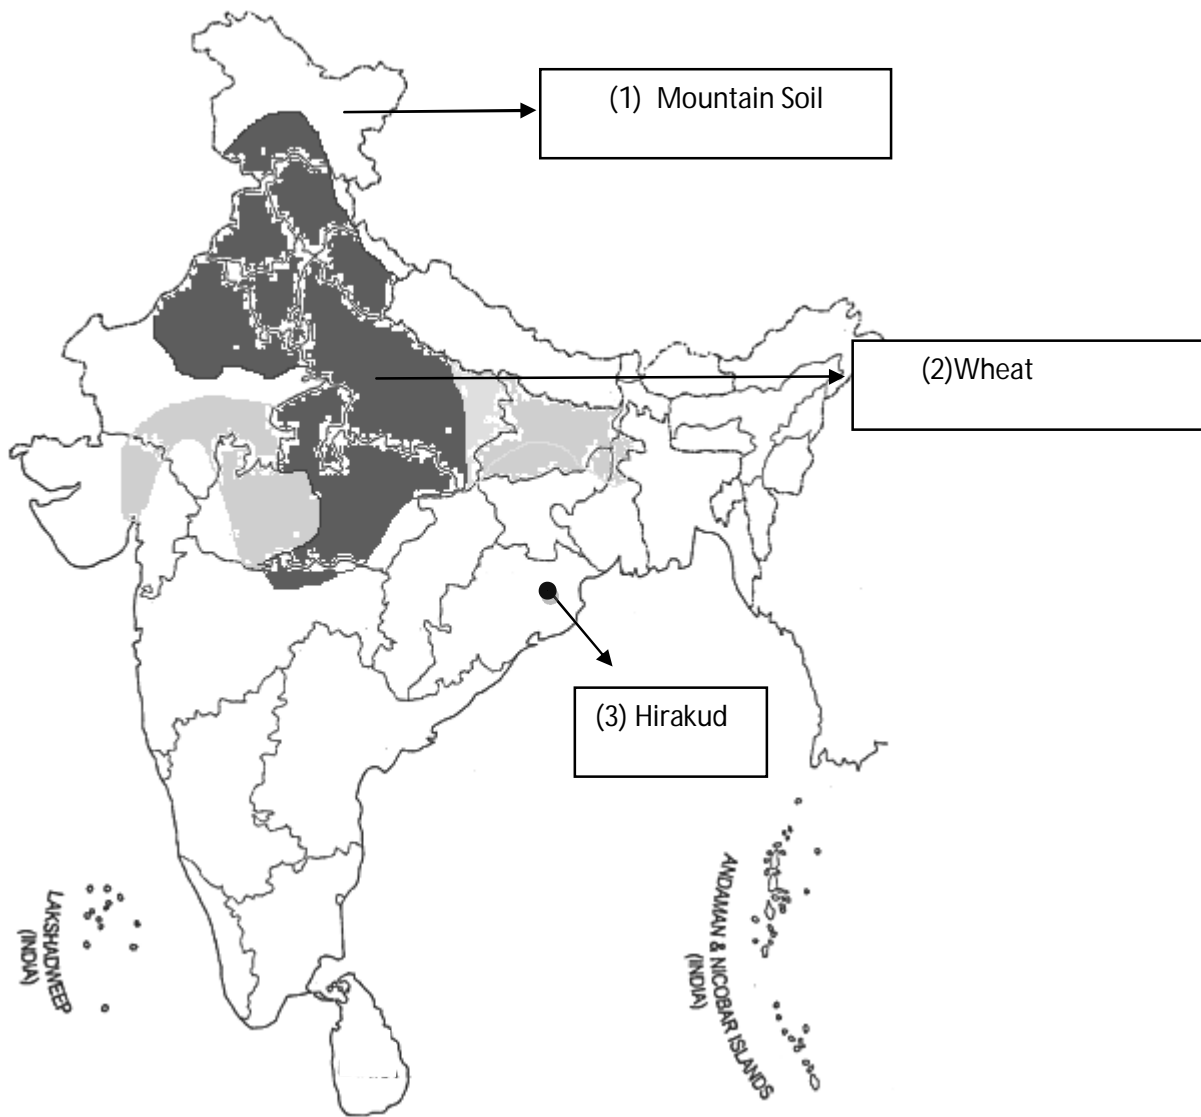 (1) Mountain Soil
(2)Wheat
(3) Hirakud
LAKSHADWEEP
(INDIA)
ANDAMAN & NICOBAR ISLANDS
(INDIA)